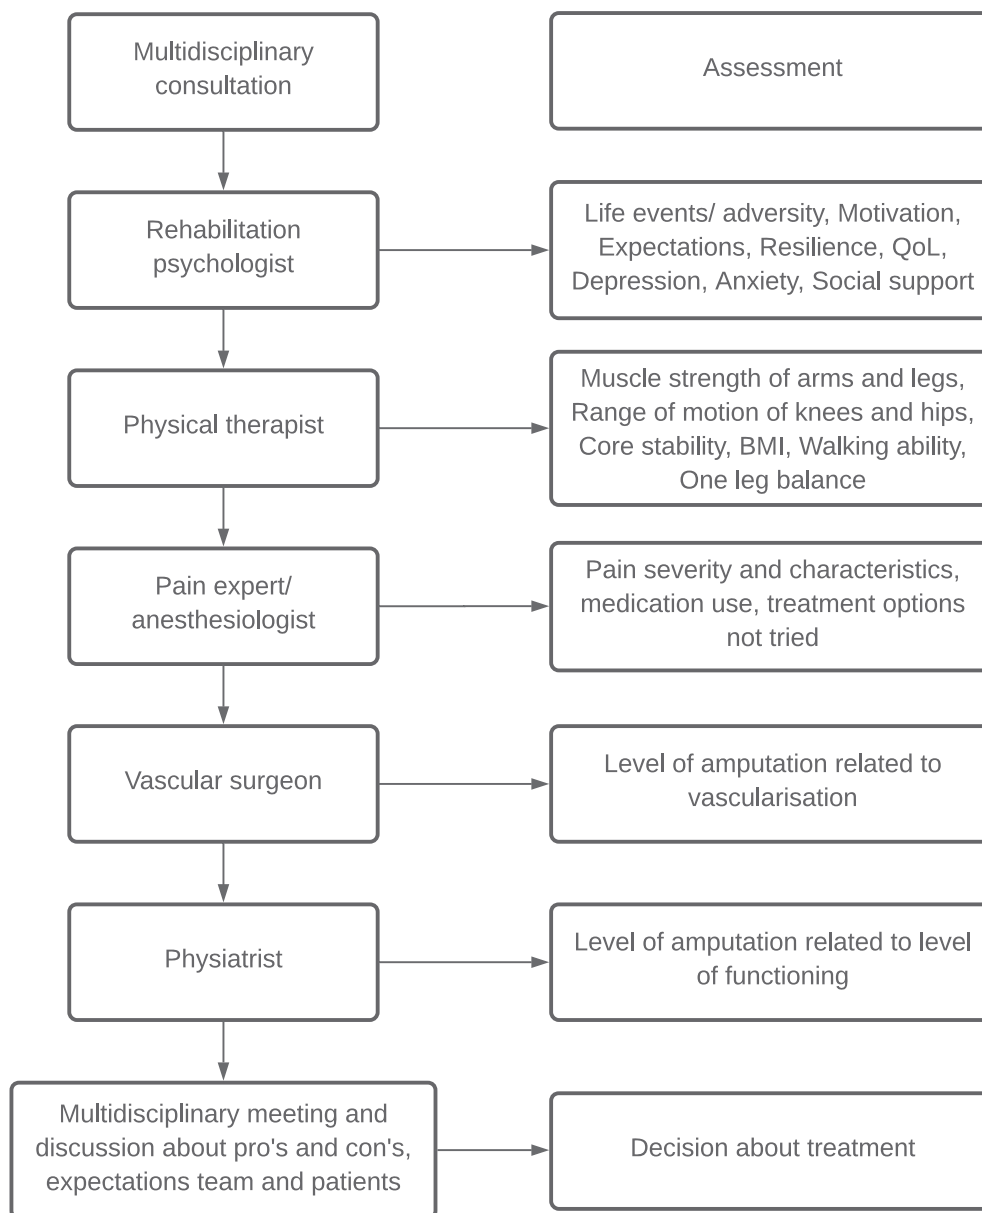 Multidisciplinary
consultation
Assessment
Rehabilitation
psychologist
Life events/ adversity, Motivation,
Expectations, Resilience, QoL,
Depression, Anxiety, Social support
Physical therapist
Muscle strength of arms and legs,
Range of motion of knees and hips,
Core stability, BMI, Walking ability,
One leg balance
Pain expert/
anesthesiologist
Pain severity and characteristics,
medication use, treatment options
not tried
Vascular surgeon
Level of amputation related to
vascularisation
Physiatrist
Level of amputation related to level
of functioning
Multidisciplinary meeting and
discussion about pro's and con's,
expectations team and patients
Decision about treatment